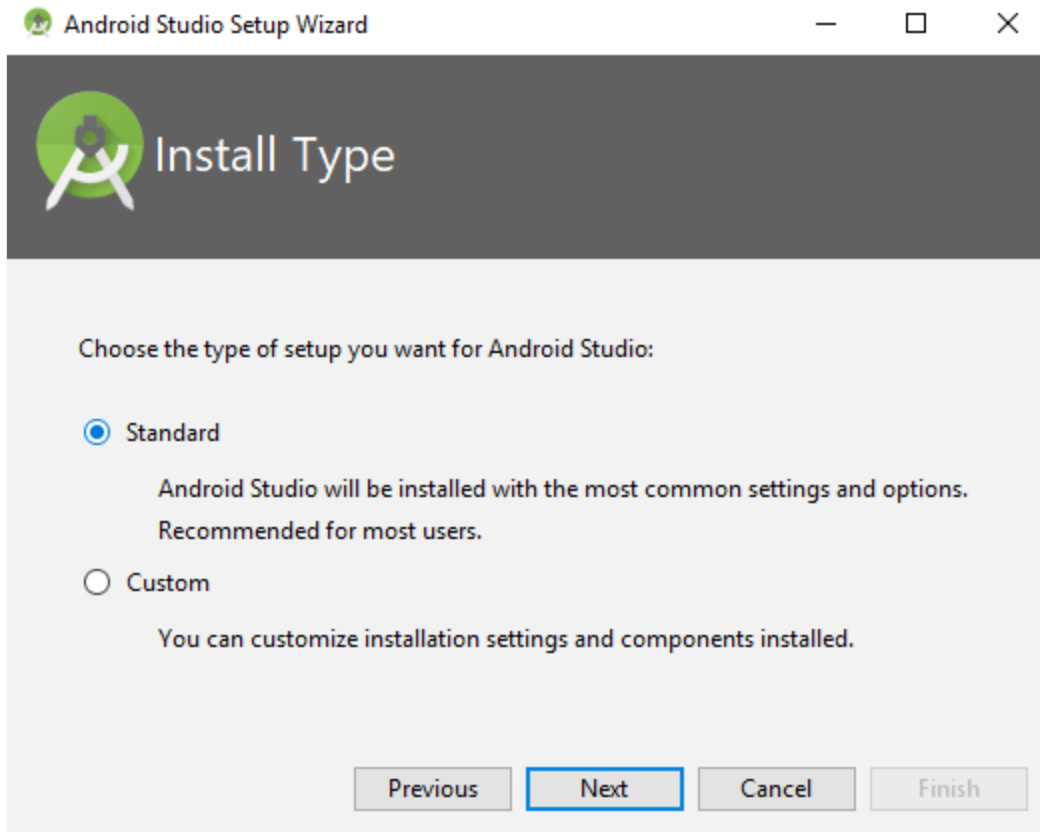 Android Studio Setup Wizard
Install Type
Choose the type of setup you want for Android Studio:
Standard
Android Studio will be installed with the most common settings and options.
Recommended for most users.
Custom
You can customize installation settings and components installed.
Previous Next Cancel Finish